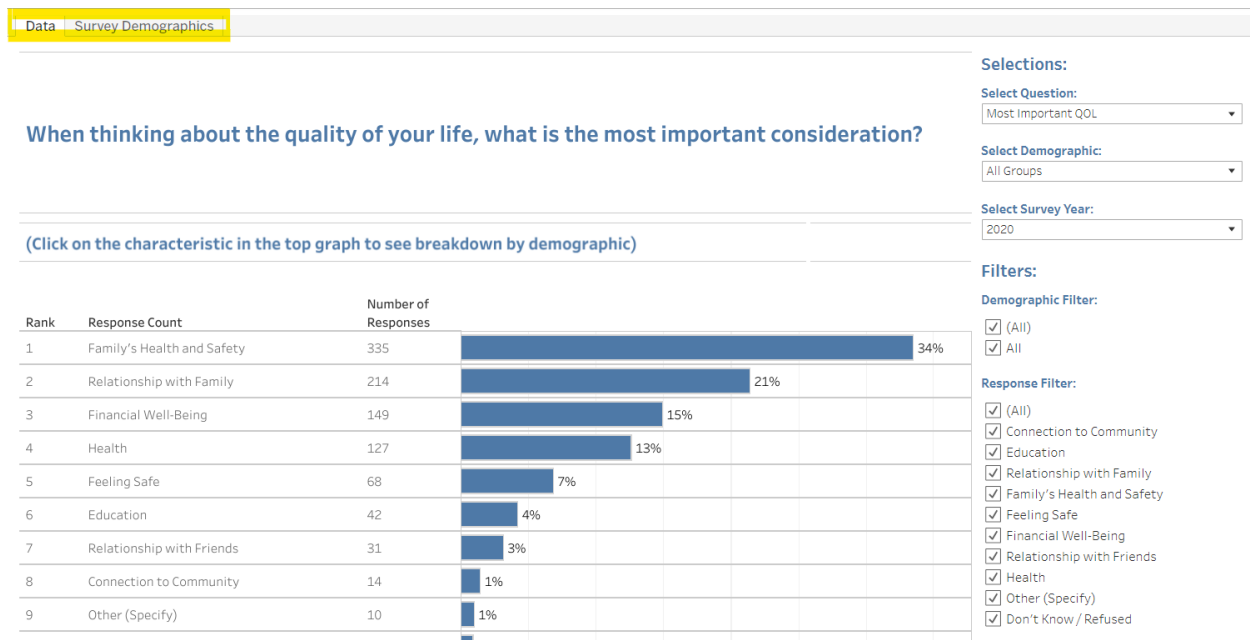 Data Survey Demographics
When thinking about the quality of your life, what is the most important consideration?
(Click on the characteristic in the top graph to see breakdown by demographic)
Rank Response Count Number of Responses
1 Family's Health and Safety 335 34%
2 Relationship with Family 214 21%
3 Financial Well-Being 149 15%
4 Health 127 13%
5 Feeling Safe 68 7%
6 Education 42 4%
7 Relationship with Friends 31 3%
8 Connection to Community 14 1%
9 Other (Specify) 10 1%
Selections:
Select Question:
Most Important QOL
Select Demographic:
All Groups
Select Survey Year:
2020
Filters:
Demographic Filter:
(All)
All
Response Filter:
(All)
Connection to Community
Education
Relationship with Family
Family's Health and Safety
Feeling Safe
Financial Well-Being
Relationship with Friends
Health
Other (Specify)
Don't Know / Refused